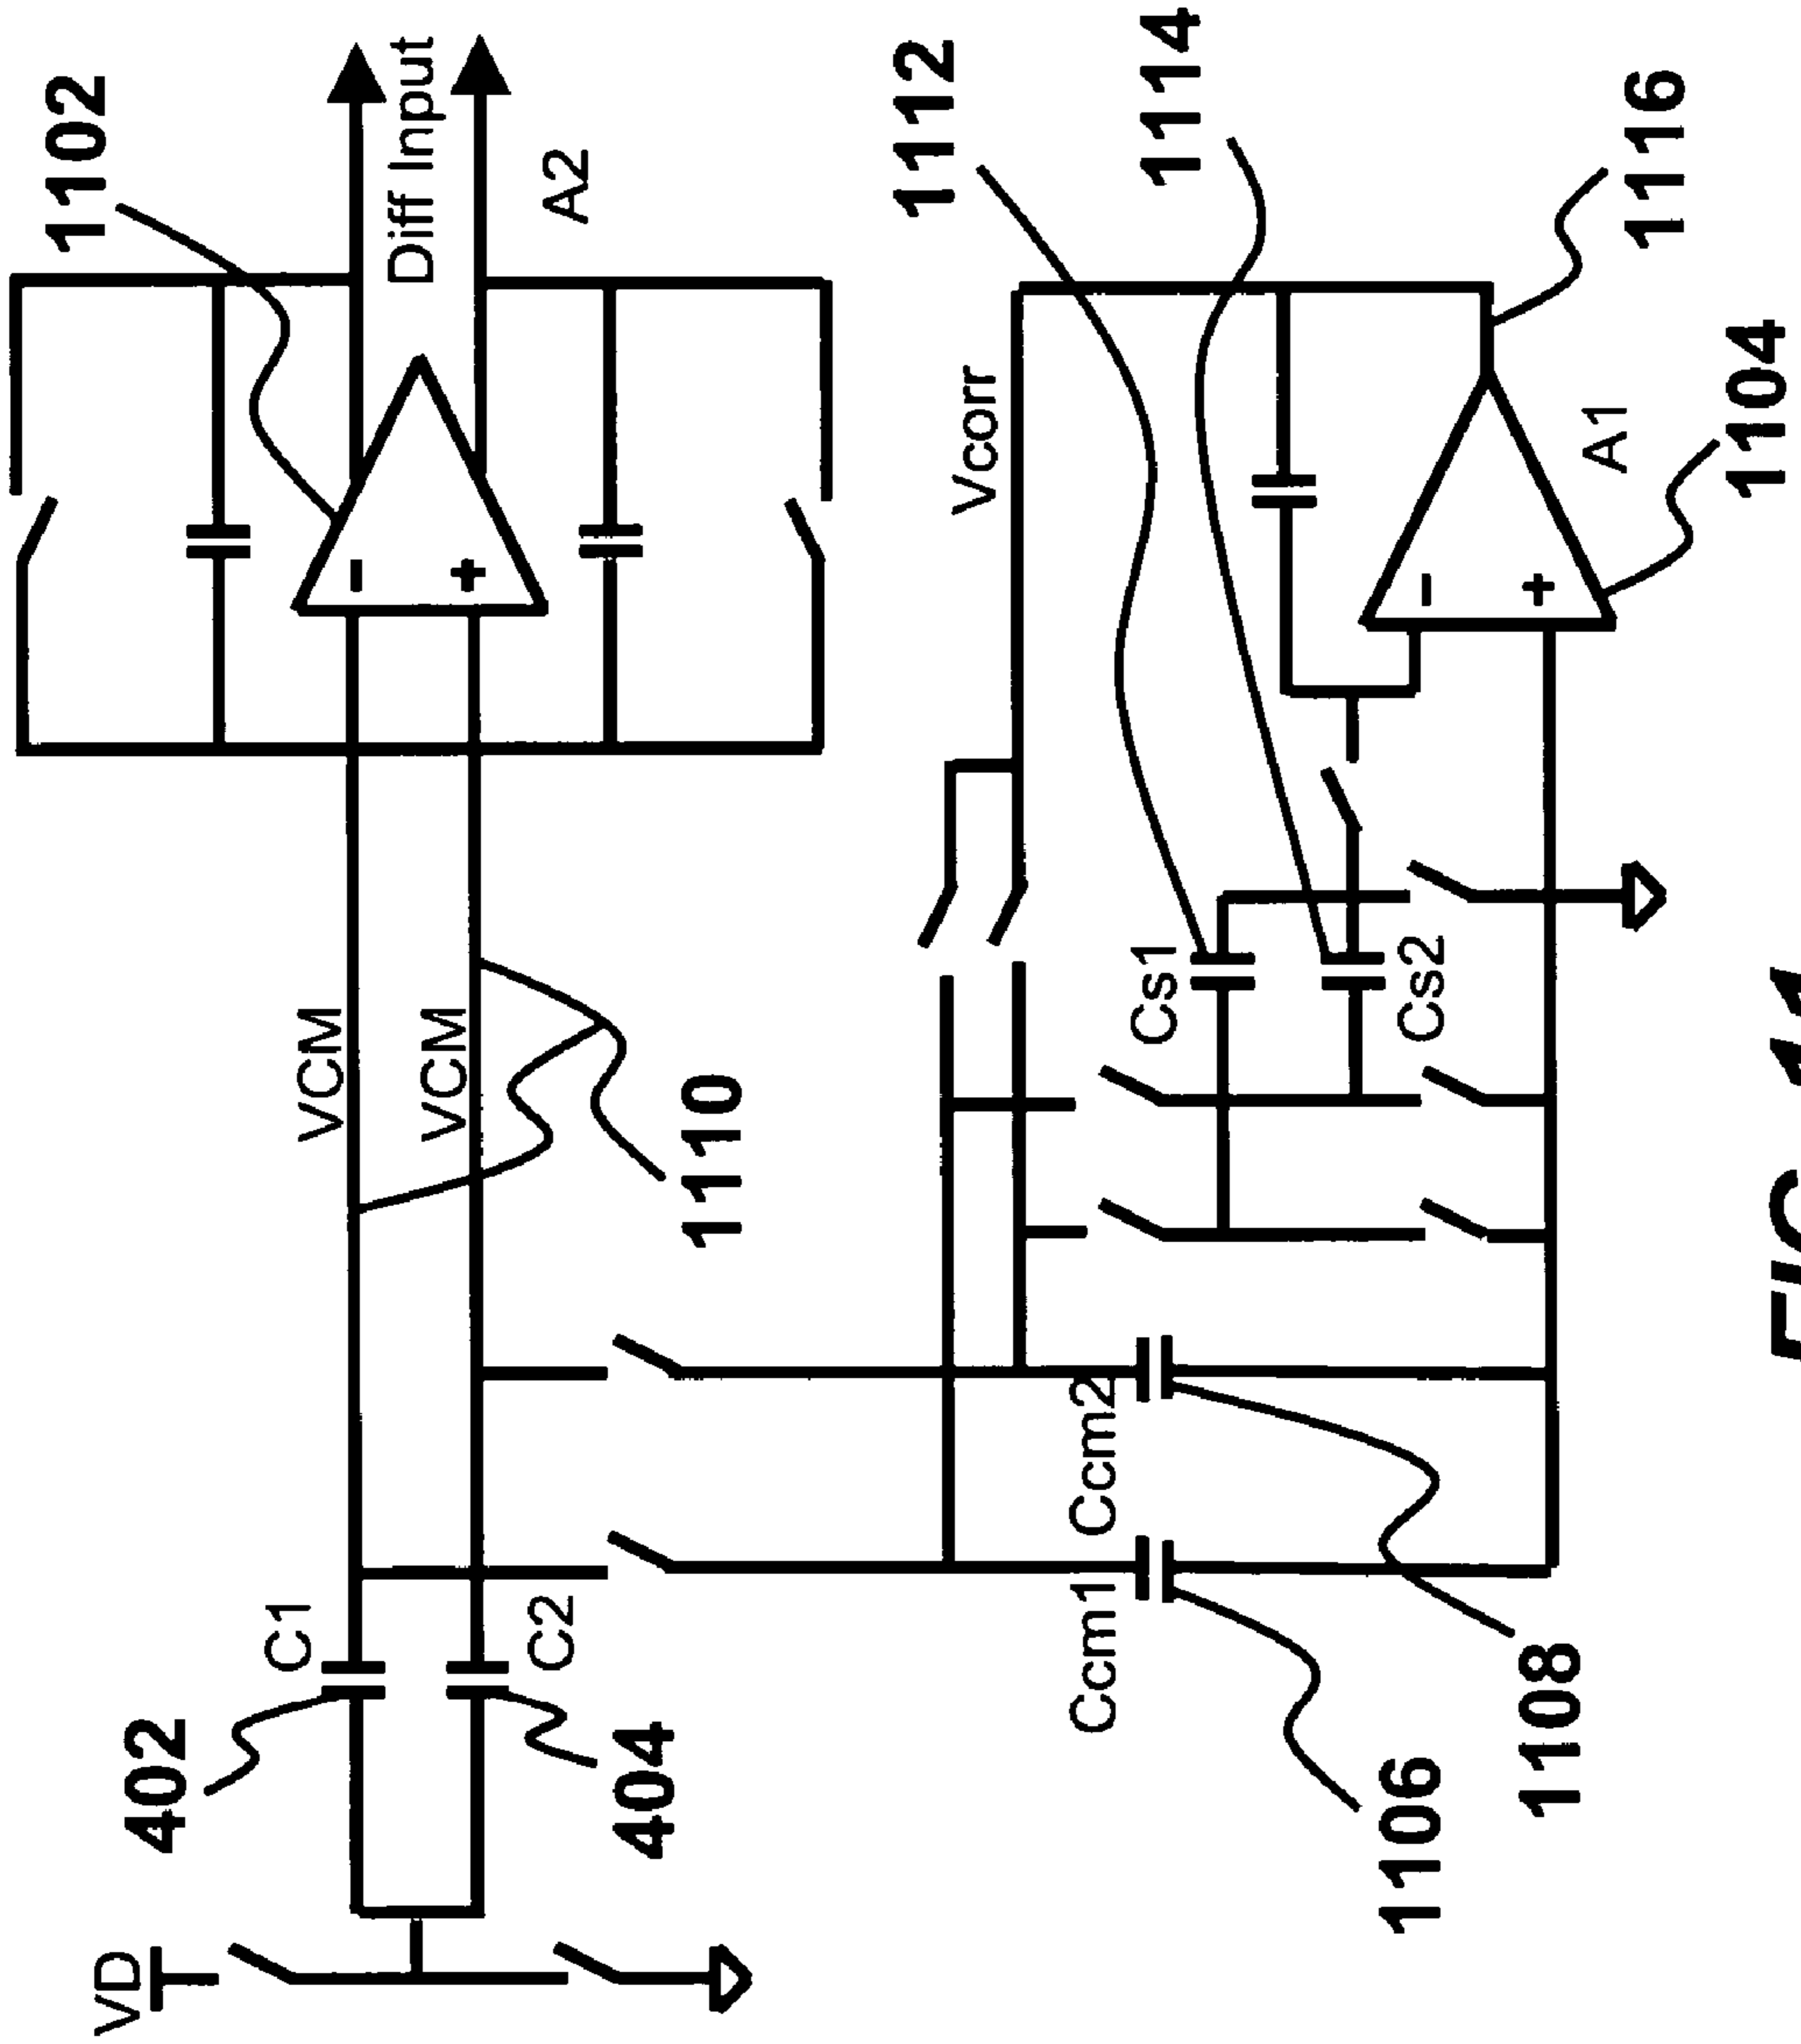 1102
Diff Input
A2
VCM
VCM
1110
C1
402
C2
404
VD
1112
1114
Vcorr
Cs1
Cs2
1116
A1
1104
Ccm2
Ccm1
1108
1106
FIG. 11